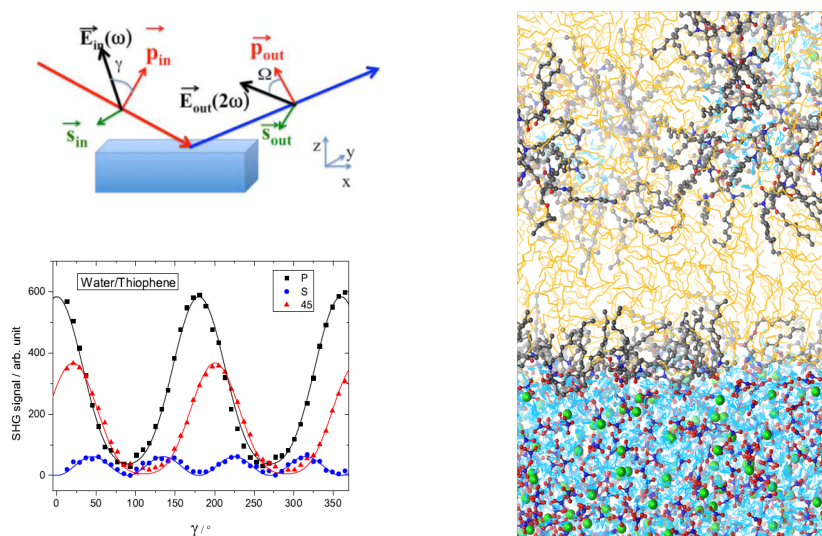 E_in(ω)
γ
p_in
s_in
p_out
Ω
E_out(2ω)
s_out
z
y
x
Water/Thiophene
P
S
45
SHG signal / arb. unit
600
400
200
0
0 50 100 150 200 250 300 350
γ / °